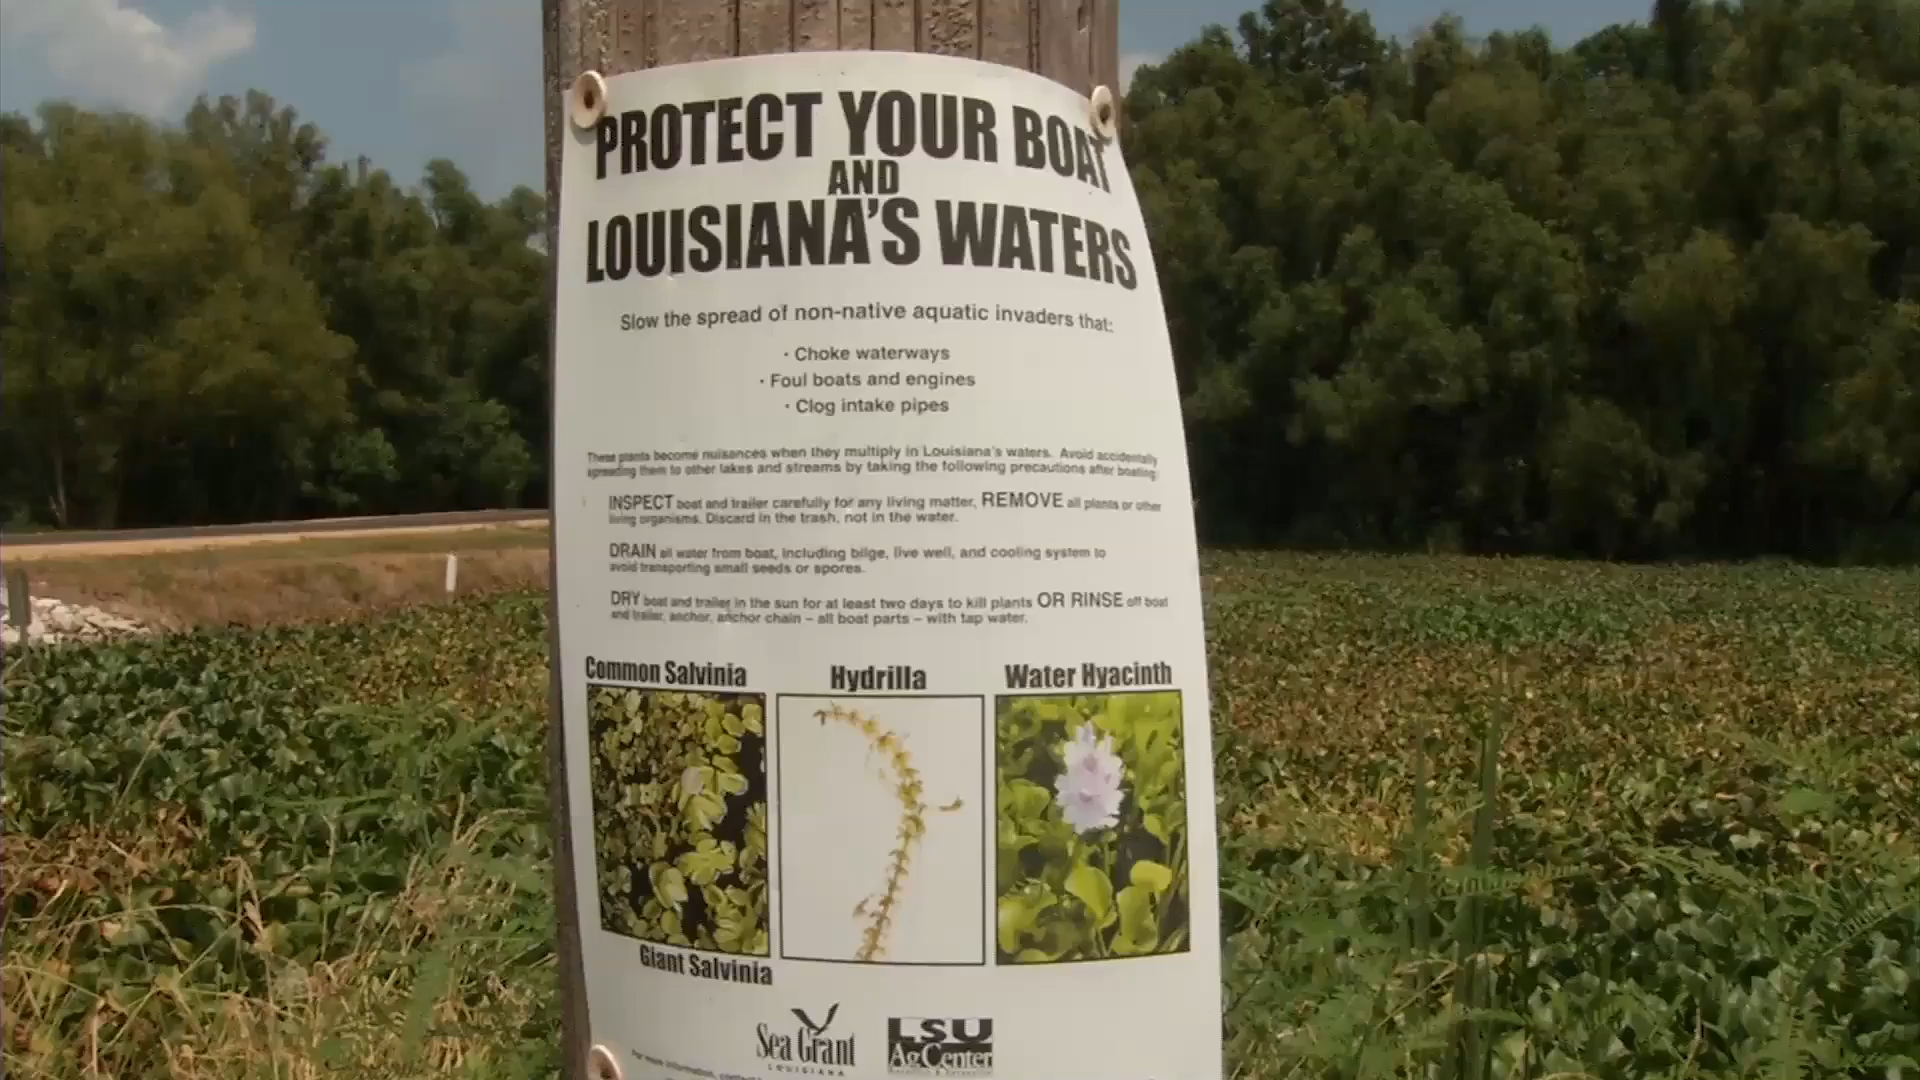 PROTECT YOUR BOAT
AND
LOUISIANA'S WATERS
Slow the spread of non-native aquatic invaders that:
· Choke waterways
· Foul boats and engines
· Clog intake pipes
These plants become nuisances when they multiply in Louisiana's waters. Avoid accidentally
spreading them to other lakes and streams by taking the following precautions after boating:
INSPECT boat and trailer carefully for any living matter, REMOVE all plants or other
living organisms. Discard in the trash, not in the water.
DRAIN all water from boat, including bilge, live well, and cooling system to
avoid transporting small seeds or spores.
DRY boat and trailer in the sun for at least two days to kill plants OR RINSE off boat
and trailer, anchor, anchor chain – all boat parts – with tap water.
Common Salvinia Hydrilla Water Hyacinth
Giant Salvinia
Sea Grant
LOUISIANA
LSU
AgCenter
For more information, contact